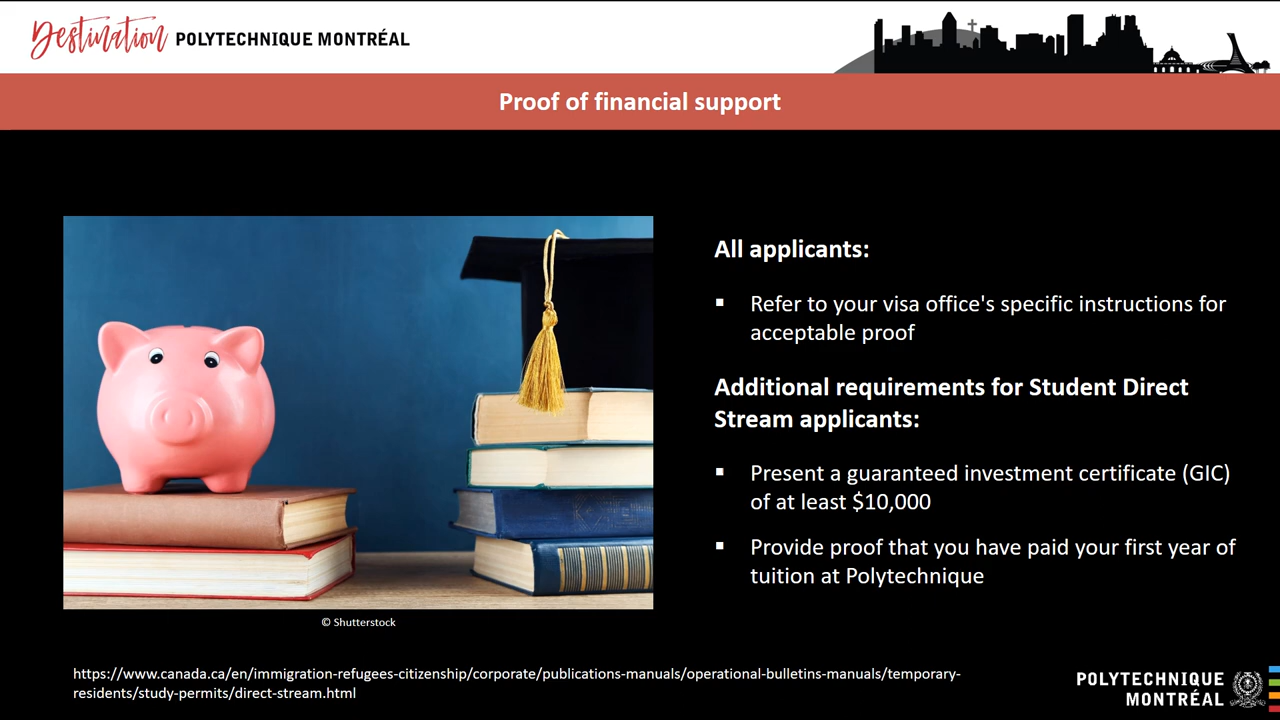 Destination POLYTECHNIQUE MONTRÉAL
Proof of financial support
All applicants:
▪ Refer to your visa office's specific instructions for
acceptable proof
Additional requirements for Student Direct
Stream applicants:
▪ Present a guaranteed investment certificate (GIC)
of at least $10,000
▪ Provide proof that you have paid your first year of
tuition at Polytechnique
© Shutterstock
https://www.canada.ca/en/immigration-refugees-citizenship/corporate/publications-manuals/operational-bulletins-manuals/temporary-
residents/study-permits/direct-stream.html
POLYTECHNIQUE
MONTRÉAL